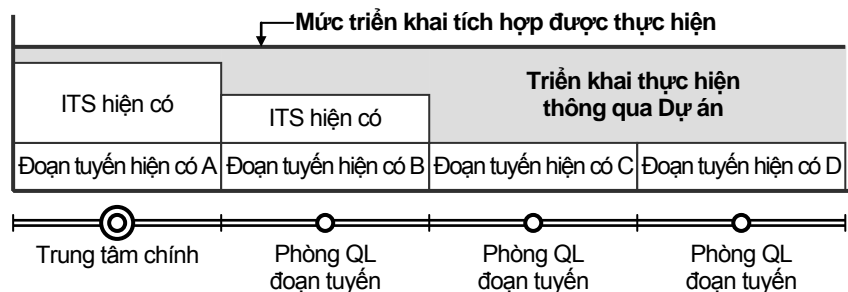 Mức triển khai tích hợp được thực hiện
Triển khai thực hiện
thông qua Dự án
ITS hiện có
ITS hiện có
Đoạn tuyến hiện có A
Đoạn tuyến hiện có B
Đoạn tuyến hiện có C
Đoạn tuyến hiện có D
Trung tâm chính
Phòng QL
đoạn tuyến
Phòng QL
đoạn tuyến
Phòng QL
đoạn tuyến